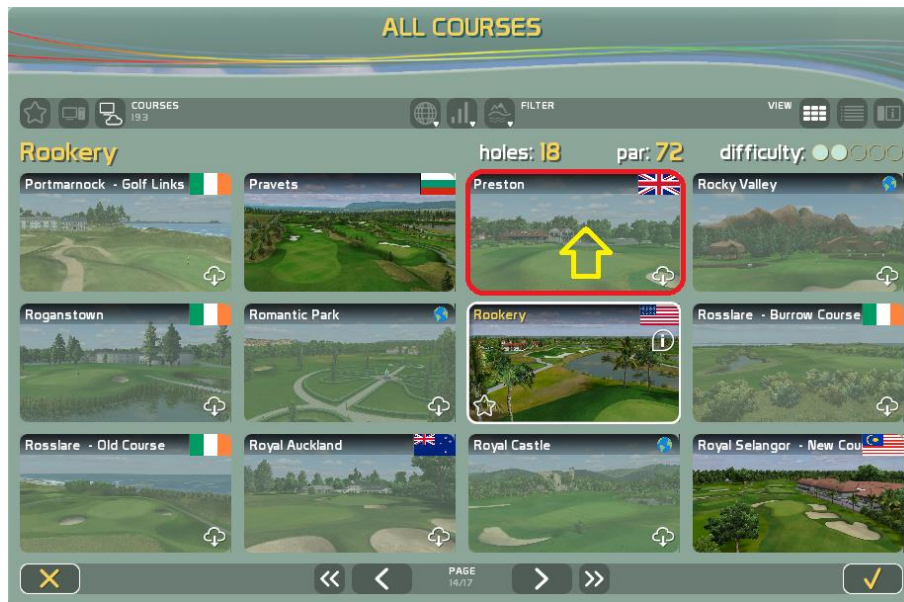 ALL COURSES
COURSES
193
FILTER
VIEW
Rookery
holes: 18
par: 72
difficulty:
Portmarnock - Golf Links
Pravets
Preston
Rocky Valley
Roganstown
Romantic Park
Rookery
Rosslare - Burrow Course
Rosslare - Old Course
Royal Auckland
Royal Castle
Royal Selangor - New Cou
PAGE
14/17